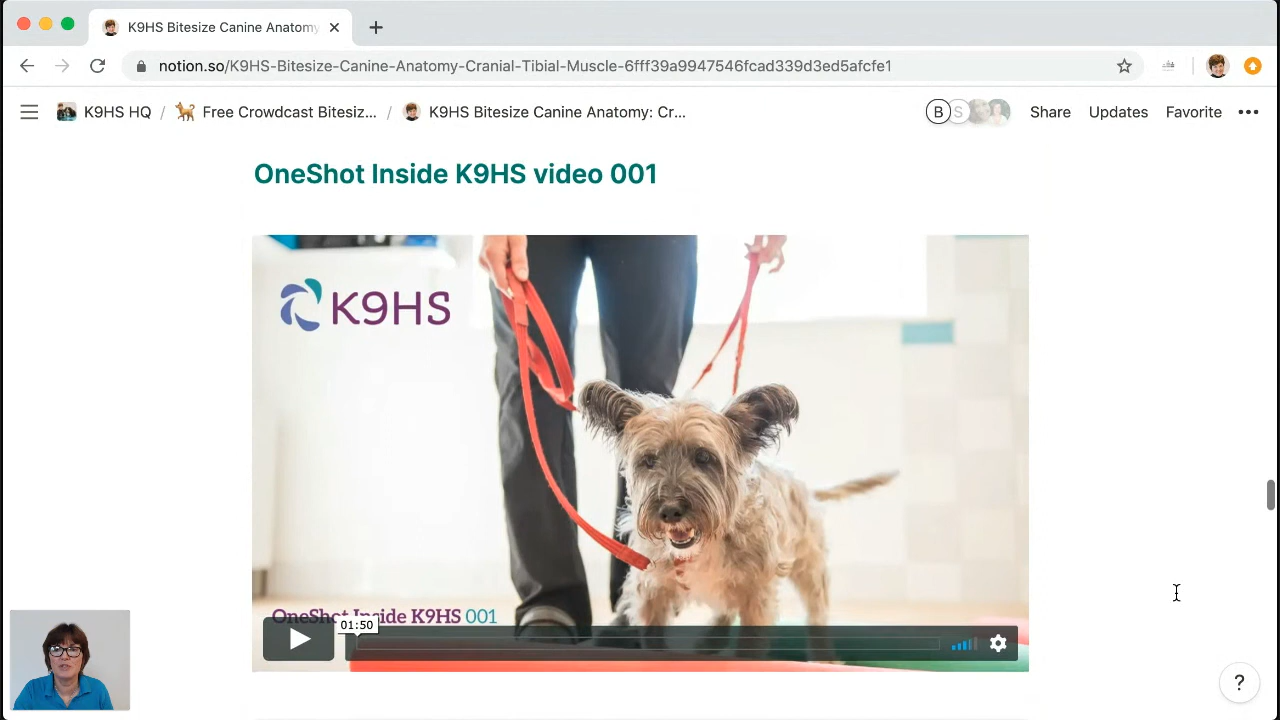 K9HS Bitesize Canine Anatomy
notion.so/K9HS-Bitesize-Canine-Anatomy-Cranial-Tibial-Muscle-6fff39a9947546fcad339d3ed5afcfe1
K9HS HQ / Free Crowdcast Bitesiz... / K9HS Bitesize Canine Anatomy: Cr... B S Share Updates Favorite
OneShot Inside K9HS video 001
K9HS
OneShot Inside K9HS 001
01:50
?